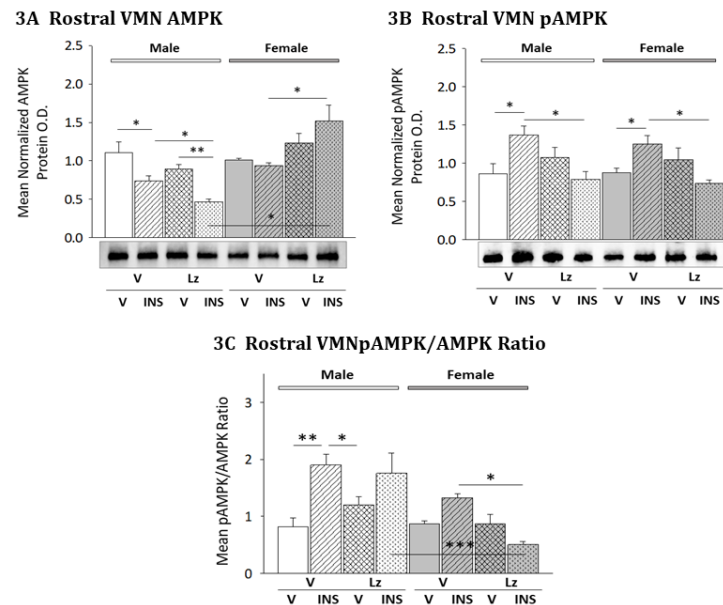 3A Rostral VMN AMPK
Male Female
Mean Normalized AMPK
Protein O.D.
2.5
2.0
1.5
1.0
0.5
0.0
*
*
**
*
*
V Lz V Lz
V INS V INS V INS V INS
3B Rostral VMN pAMPK
Male Female
Mean Normalized pAMPK
Protein O.D.
2.5
2.0
1.5
1.0
0.5
0.0
*
*
*
*
V Lz V Lz
V INS V INS V INS V INS
3C Rostral VMNpAMPK/AMPK Ratio
Male Female
Mean pAMPK/AMPK Ratio
3
2
1
0
**
*
*
***
V Lz V Lz
V INS V INS V INS V INS